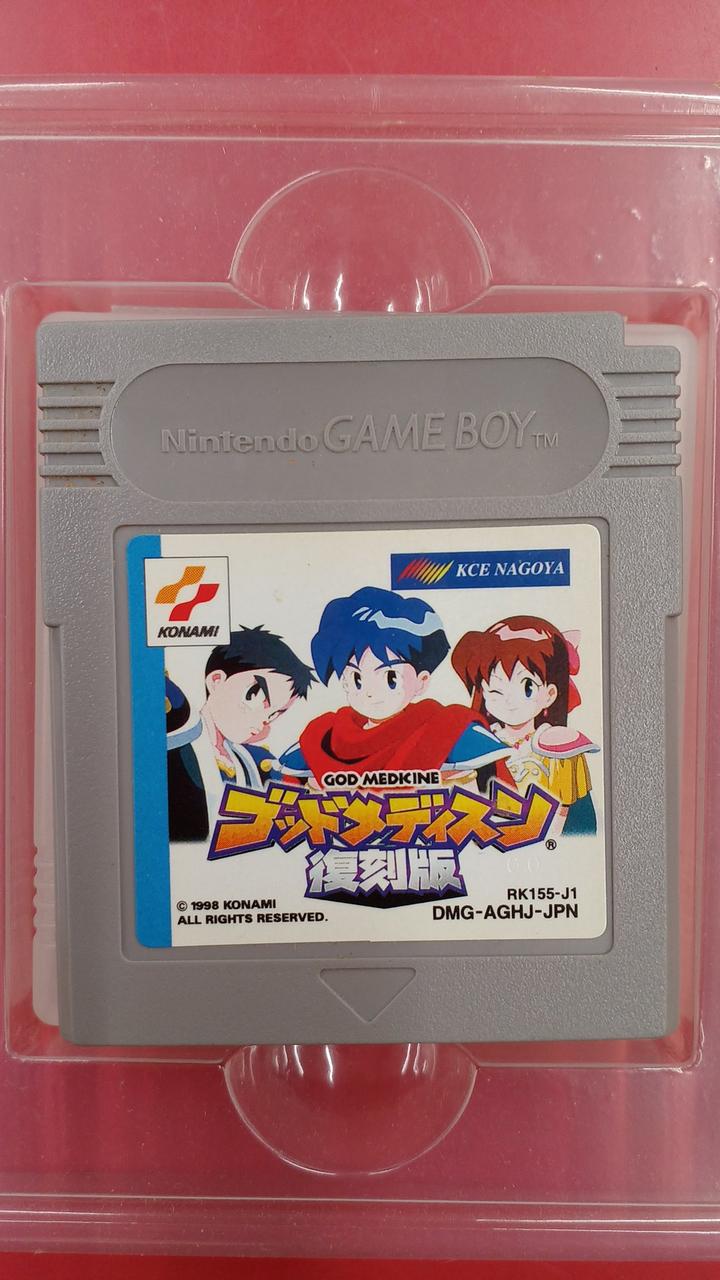 Nintendo GAME BOY TM
KONAMI
KCE NAGOYA
GOD MEDICINE
ゴッドメディスン®
復刻版
© 1998 KONAMI
ALL RIGHTS RESERVED.
RK155-J1
DMG-AGHJ-JPN